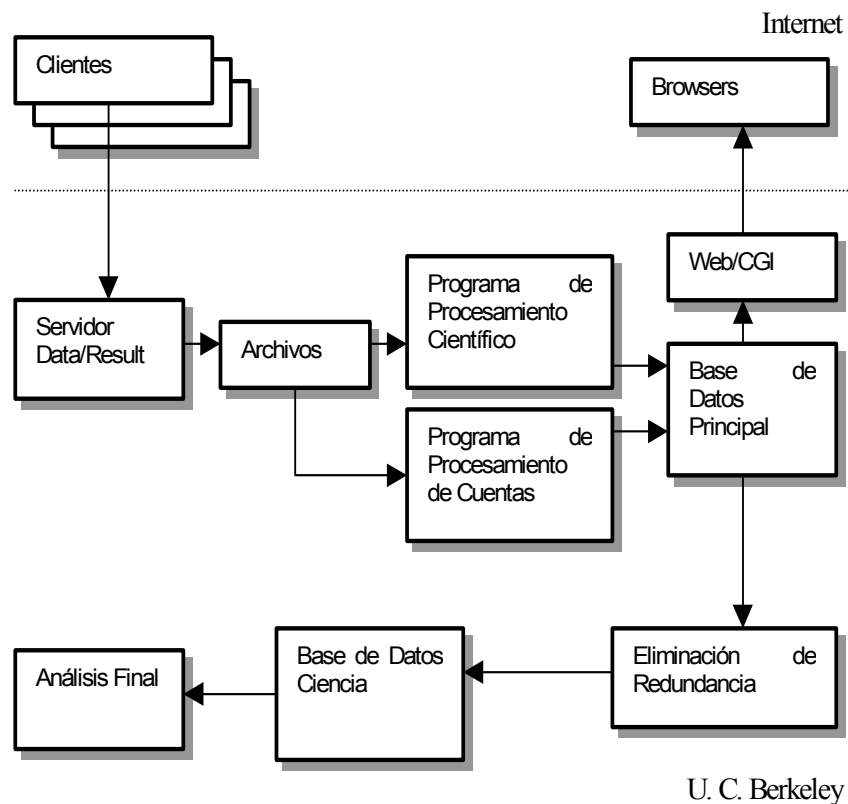 Internet
Clientes
Browsers
Web/CGI
Programa de
Procesamiento
Científico
Servidor
Data/Result
Archivos
Base de
Datos
Principal
Programa de
Procesamiento
de Cuentas
Análisis Final
Base de Datos
Ciencia
Eliminación de
Redundancia
U. C. Berkeley